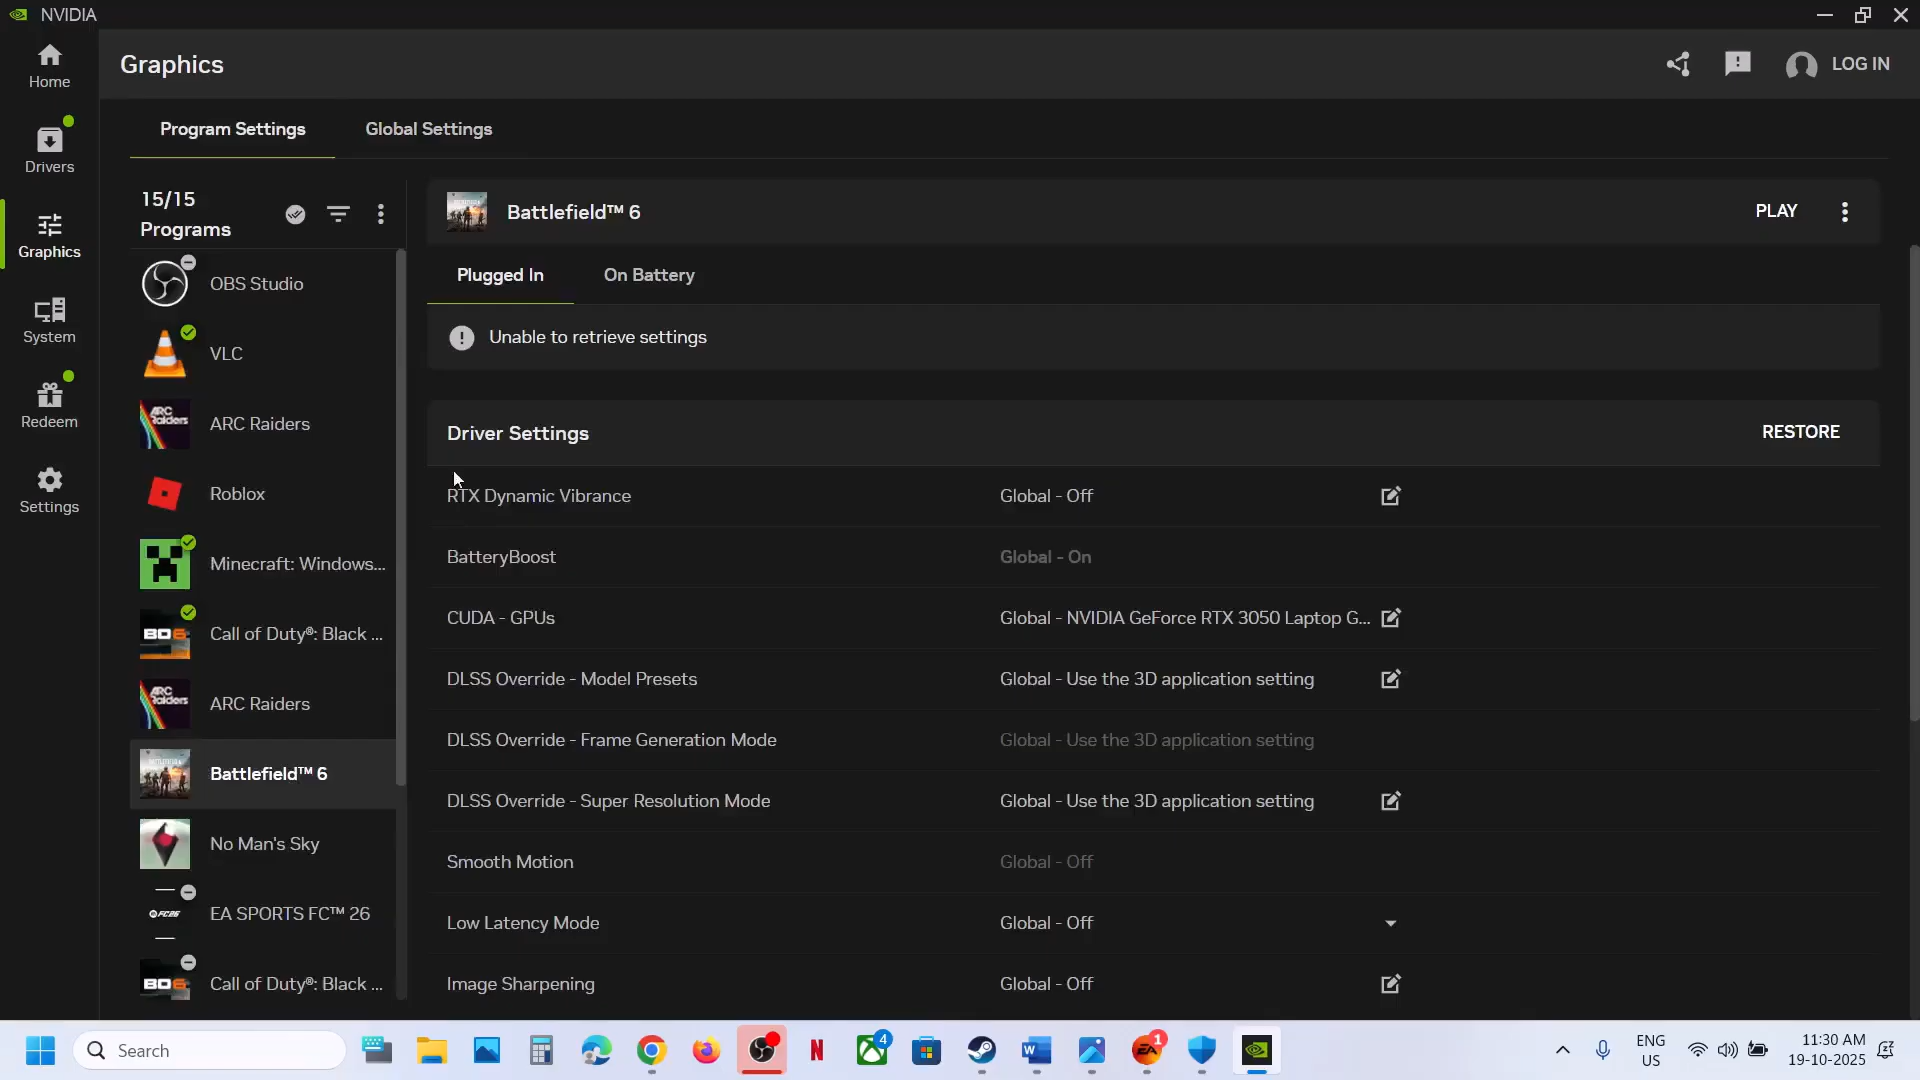 NVIDIA
Home
Drivers
Graphics
System
Redeem
Settings
Graphics
LOG IN
Program Settings
Global Settings
15/15
Programs
OBS Studio
VLC
ARC Raiders
Roblox
Minecraft: Windows...
Call of Duty®: Black ...
ARC Raiders
Battlefield™ 6
No Man's Sky
EA SPORTS FC™ 26
Call of Duty®: Black ...
Battlefield™ 6
PLAY
Plugged In
On Battery
Unable to retrieve settings
Driver Settings
RESTORE
RTX Dynamic Vibrance Global - Off
BatteryBoost Global - On
CUDA - GPUs Global - NVIDIA GeForce RTX 3050 Laptop G...
DLSS Override - Model Presets Global - Use the 3D application setting
DLSS Override - Frame Generation Mode Global - Use the 3D application setting
DLSS Override - Super Resolution Mode Global - Use the 3D application setting
Smooth Motion Global - Off
Low Latency Mode Global - Off
Image Sharpening Global - Off
Search
4
1
ENG
US
11:30 AM
19-10-2025